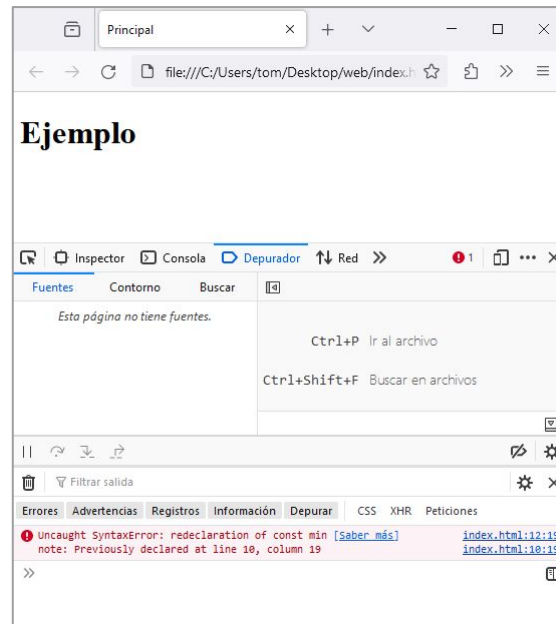 Principal
file:///C:/Users/tom/Desktop/web/index.h
Ejemplo
Inspector Consola Depurador Red 1
Fuentes Contorno Buscar
Esta página no tiene fuentes.
Ctrl+P Ir al archivo
Ctrl+Shift+F Buscar en archivos
Filtrar salida
Errores Advertencias Registros Información Depurar CSS XHR Peticiones
Uncaught SyntaxError: redeclaration of const min [Saber más] index.html:12:19
note: Previously declared at line 10, column 19 index.html:10:19